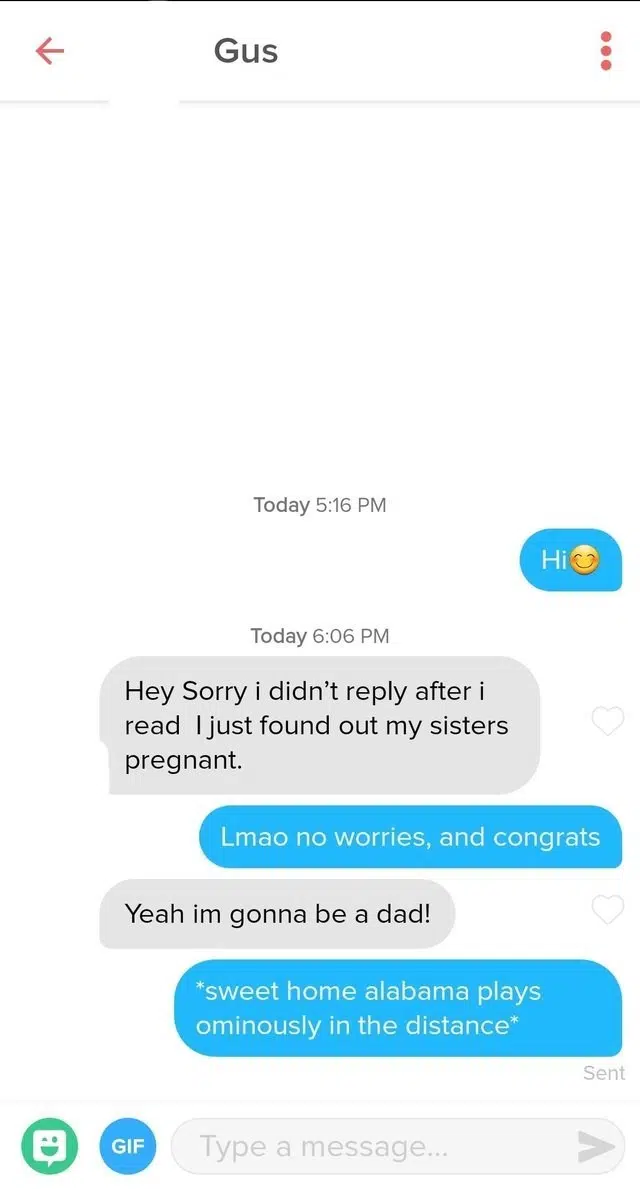 Gus
Today 5:16 PM
Hi😊
Today 6:06 PM
Hey Sorry i didn’t reply after i
read  I just found out my sisters
pregnant.
Lmao no worries, and congrats
Yeah im gonna be a dad!
*sweet home alabama plays
ominously in the distance*
Sent
GIF
Type a message...